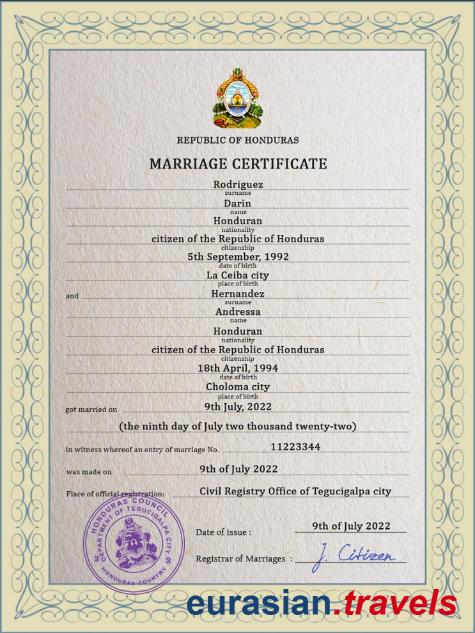 REPUBLIC OF HONDURAS
MARRIAGE CERTIFICATE
Rodriguez
surname
Darin
name
Honduran
nationality
citizen of the Republic of Honduras
citizenship
5th September, 1992
date of birth
La Ceiba city
place of birth
and Hernandez
surname
Andressa
name
Honduran
nationality
citizen of the Republic of Honduras
citizenship
18th April, 1994
date of birth
Choloma city
place of birth
got married on 9th July, 2022
(the ninth day of July two thousand twenty-two)
in witness whereof an entry of marriage No. 11223344
was made on 9th of July 2022
Place of official registration: Civil Registry Office of Tegucigalpa city
HONDURAS COUNCIL
DEPARTMENT OF TEGUCIGALPA CITY
HONDURAS COUNTRY
Date of issue : 9th of July 2022
Registrar of Marriages : J. Citizen
eurasian.travels